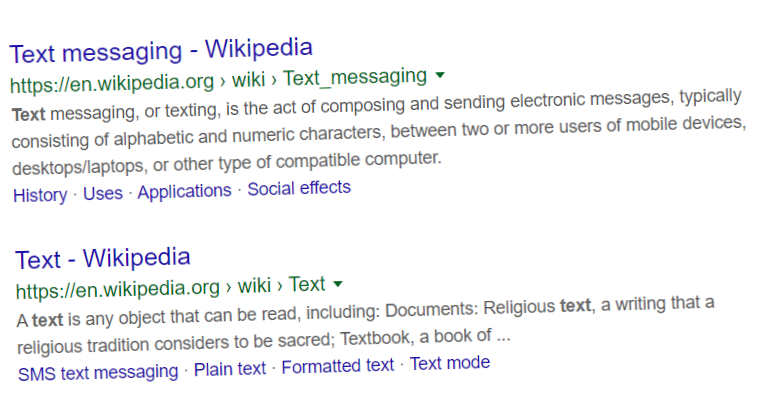 Text messaging - Wikipedia
https://en.wikipedia.org › wiki › Text_messaging
Text messaging, or texting, is the act of composing and sending electronic messages, typically
consisting of alphabetic and numeric characters, between two or more users of mobile devices,
desktops/laptops, or other type of compatible computer.
History · Uses · Applications · Social effects
Text - Wikipedia
https://en.wikipedia.org › wiki › Text
A text is any object that can be read, including: Documents: Religious text, a writing that a
religious tradition considers to be sacred; Textbook, a book of ...
SMS text messaging · Plain text · Formatted text · Text mode